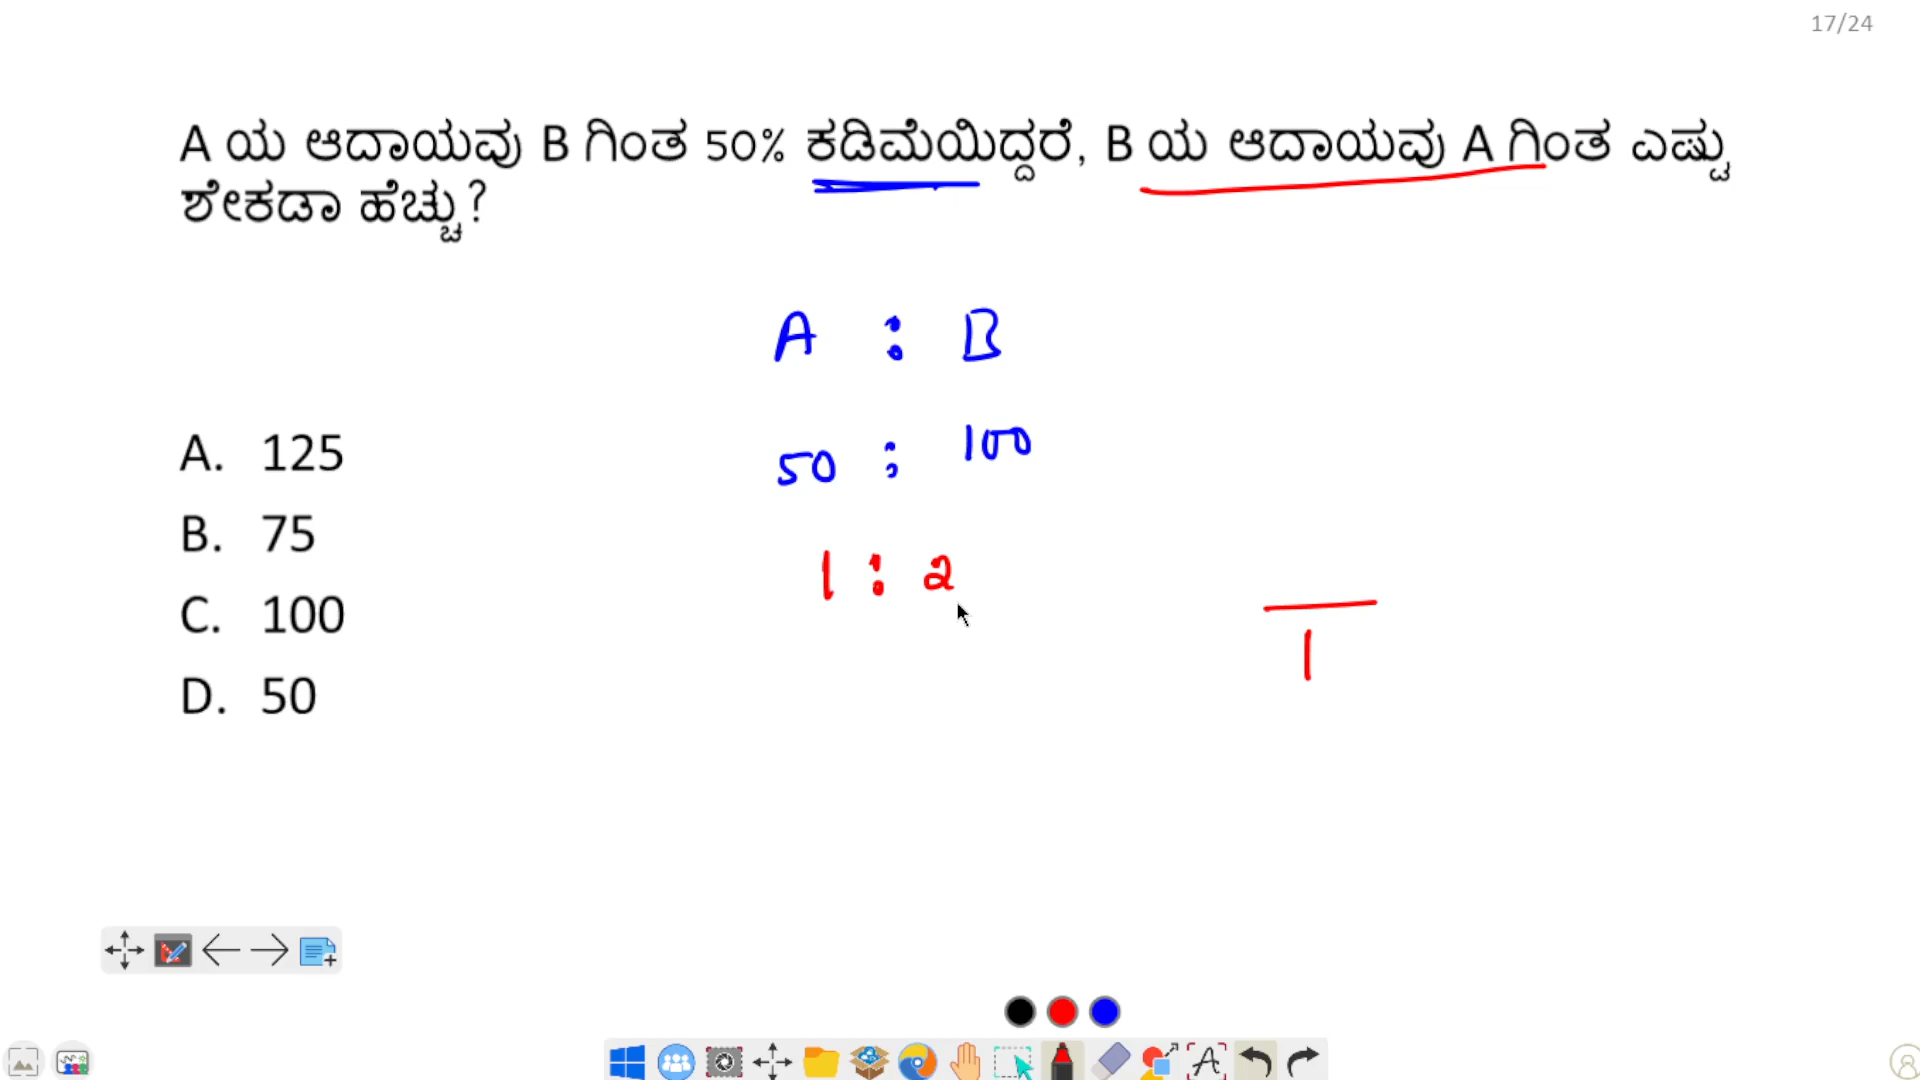 17/24
A ಯ ಆದಾಯವು B ಗಿಂತ 50% ಕಡಿಮೆಯಿದ್ದರೆ, B ಯ ಆದಾಯವು A ಗಿಂತ ಎಷ್ಟು
ಶೇಕಡಾ ಹೆಚ್ಚು?
A : B
A. 125
50 : 100
B. 75
1 : 2
C. 100
1
D. 50